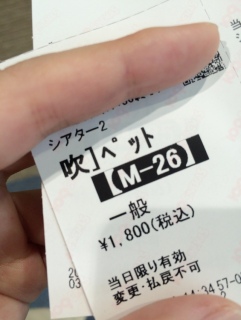 シアター2
吹]ペット
【M-26】
一般
¥1,800(税込)
当日限り有効
変更・払戻不可